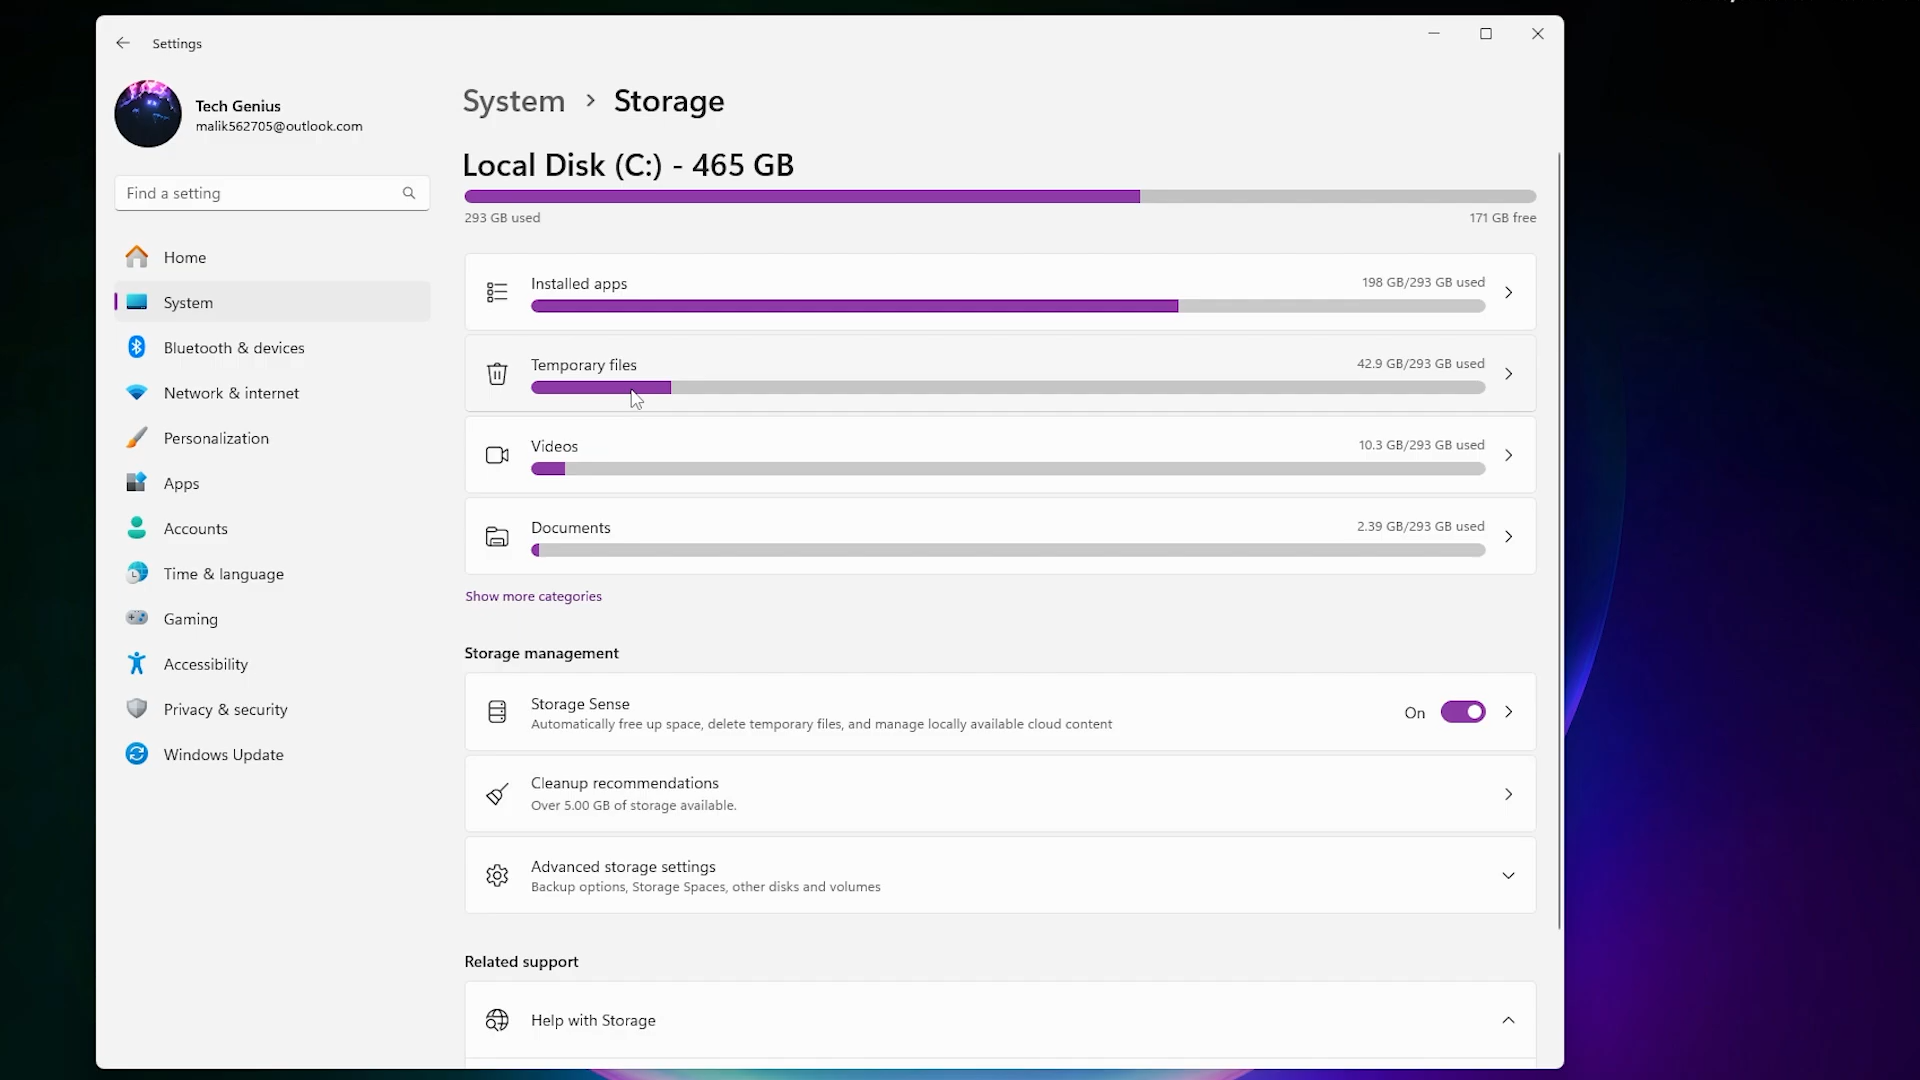 Settings
Tech Genius
malik562705@outlook.com
Find a setting
Home
System
Bluetooth & devices
Network & internet
Personalization
Apps
Accounts
Time & language
Gaming
Accessibility
Privacy & security
Windows Update
System > Storage
Local Disk (C:) - 465 GB
293 GB used
171 GB free
Installed apps
198 GB/293 GB used
Temporary files
42.9 GB/293 GB used
Videos
10.3 GB/293 GB used
Documents
2.39 GB/293 GB used
Show more categories
Storage management
Storage Sense
Automatically free up space, delete temporary files, and manage locally available cloud content
On
Cleanup recommendations
Over 5.00 GB of storage available.
Advanced storage settings
Backup options, Storage Spaces, other disks and volumes
Related support
Help with Storage